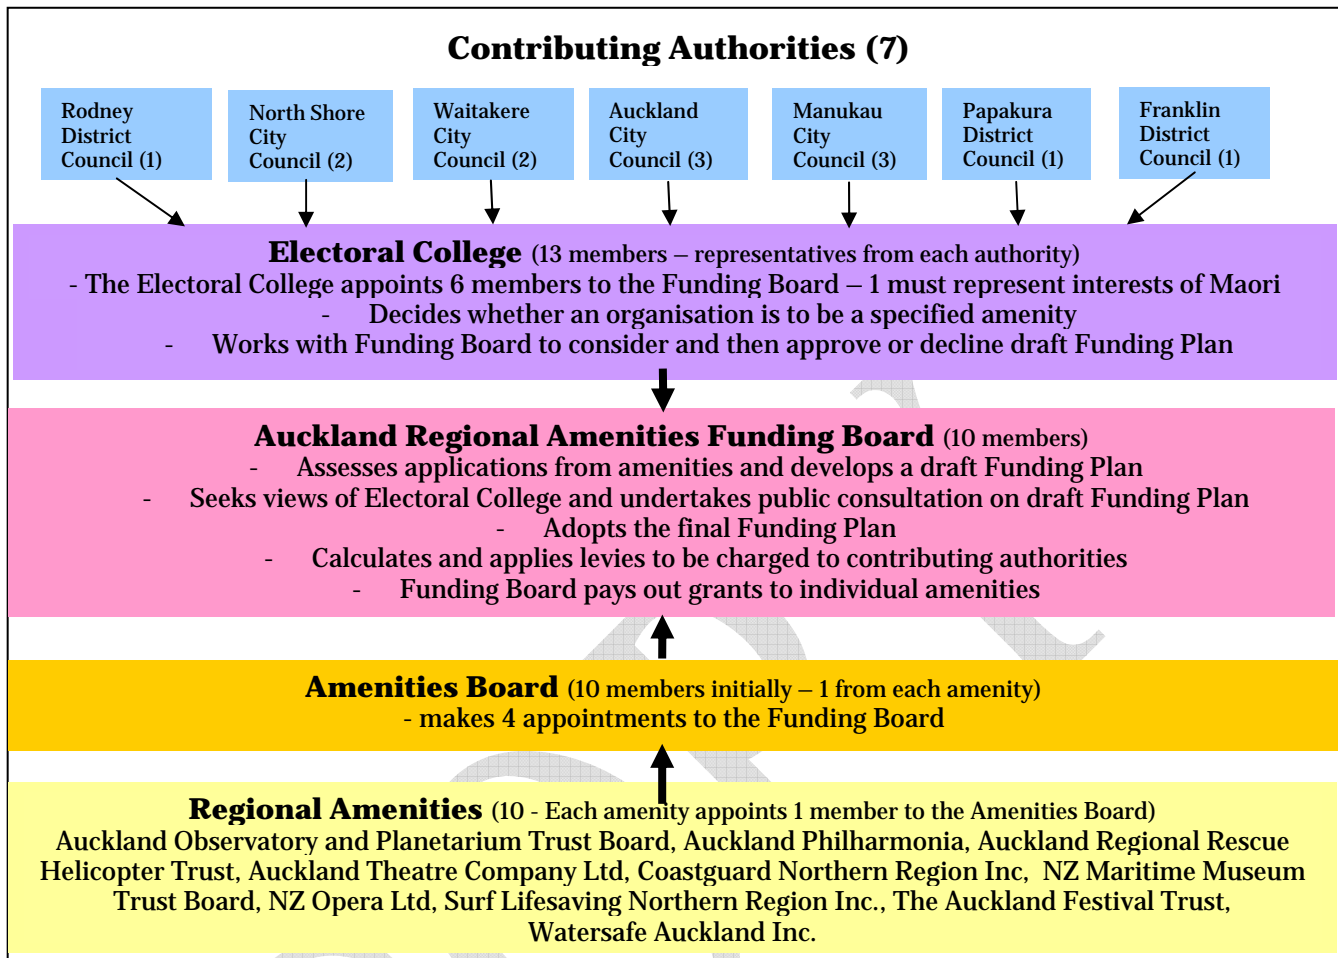 Contributing Authorities (7)
Rodney
District
Council (1)
North Shore
City
Council (2)
Waitakere
City
Council (2)
Auckland
City
Council (3)
Manukau
City
Council (3)
Papakura
District
Council (1)
Franklin
District
Council (1)
Electoral College (13 members – representatives from each authority)
- The Electoral College appoints 6 members to the Funding Board – 1 must represent interests of Maori
- Decides whether an organisation is to be a specified amenity
- Works with Funding Board to consider and then approve or decline draft Funding Plan
Auckland Regional Amenities Funding Board (10 members)
- Assesses applications from amenities and develops a draft Funding Plan
- Seeks views of Electoral College and undertakes public consultation on draft Funding Plan
- Adopts the final Funding Plan
- Calculates and applies levies to be charged to contributing authorities
- Funding Board pays out grants to individual amenities
Amenities Board (10 members initially – 1 from each amenity)
- makes 4 appointments to the Funding Board
Regional Amenities (10 - Each amenity appoints 1 member to the Amenities Board)
Auckland Observatory and Planetarium Trust Board, Auckland Philharmonia, Auckland Regional Rescue
Helicopter Trust, Auckland Theatre Company Ltd, Coastguard Northern Region Inc, NZ Maritime Museum
Trust Board, NZ Opera Ltd, Surf Lifesaving Northern Region Inc., The Auckland Festival Trust,
Watersafe Auckland Inc.